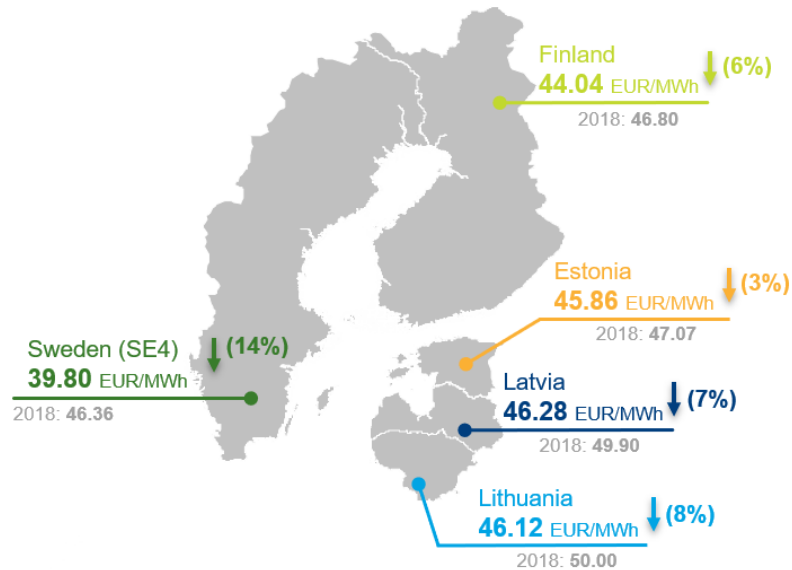 Finland
44.04 EUR/MWh (6%)
2018: 46.80
Estonia
45.86 EUR/MWh (3%)
2018: 47.07
Sweden (SE4) (14%)
39.80 EUR/MWh
2018: 46.36
Latvia
46.28 EUR/MWh (7%)
2018: 49.90
Lithuania
46.12 EUR/MWh (8%)
2018: 50.00